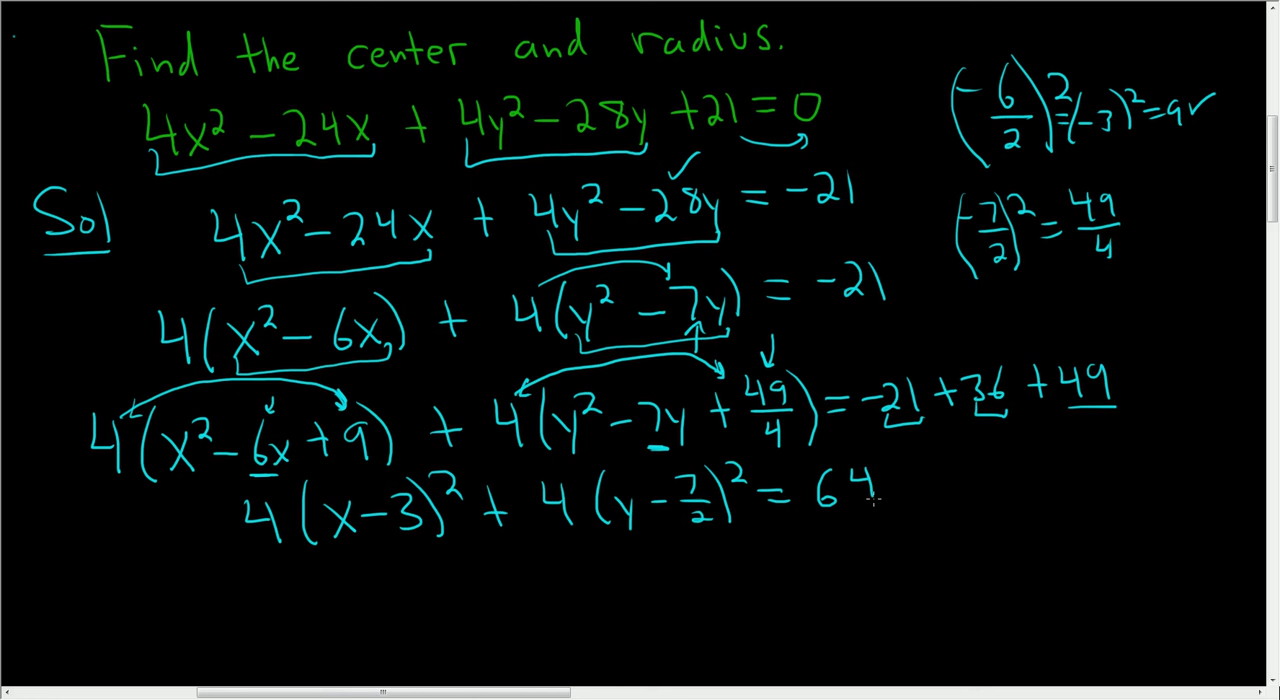 Find the center and radius.
4x² - 24x + 4y² - 28y + 21 = 0
Sol
4x² - 24x + 4y² - 28y = -21
4(x² - 6x) + 4(y² - 7y) = -21
4(x² - 6x + 9) + 4(y² - 7y + 49/4) = -21 + 36 + 49
4(x - 3)² + 4(y - 7/2)² = 64
(-6/2)² = (-3)² = 9✓
(-7/2)² = 49/4